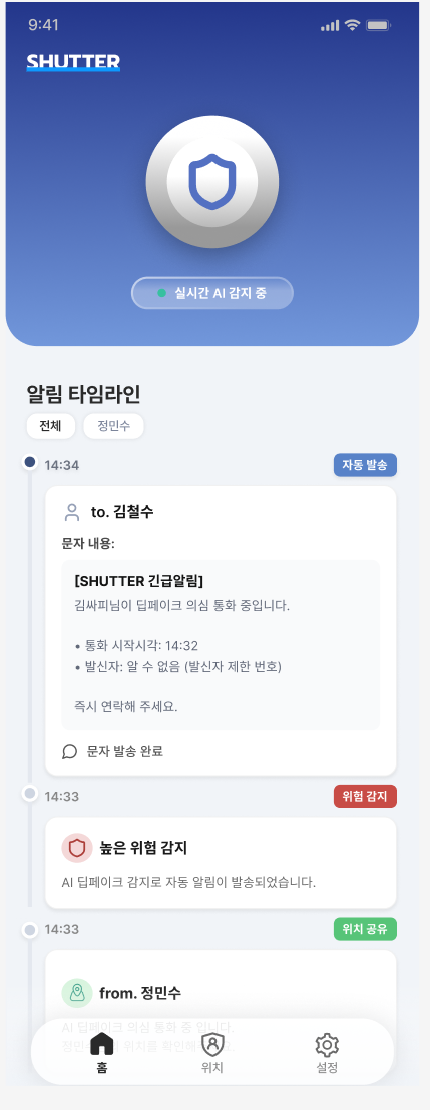 9:41
SHUTTER
실시간 AI 감지 중
알림 타임라인
전체 정민수
14:34 자동 발송
to. 김철수
문자 내용:
[SHUTTER 긴급알림]
김싸피님이 딥페이크 의심 통화 중입니다.
• 통화 시작시각: 14:32
• 발신자: 알 수 없음 (발신자 제한 번호)
즉시 연락해 주세요.
문자 발송 완료
14:33 위험 감지
높은 위험 감지
AI 딥페이크 감지로 자동 알림이 발송되었습니다.
14:33 위치 공유
from. 정민수
AI 딥페이크 의심 통화 중 입니다.
위치를
홈 위치 설정